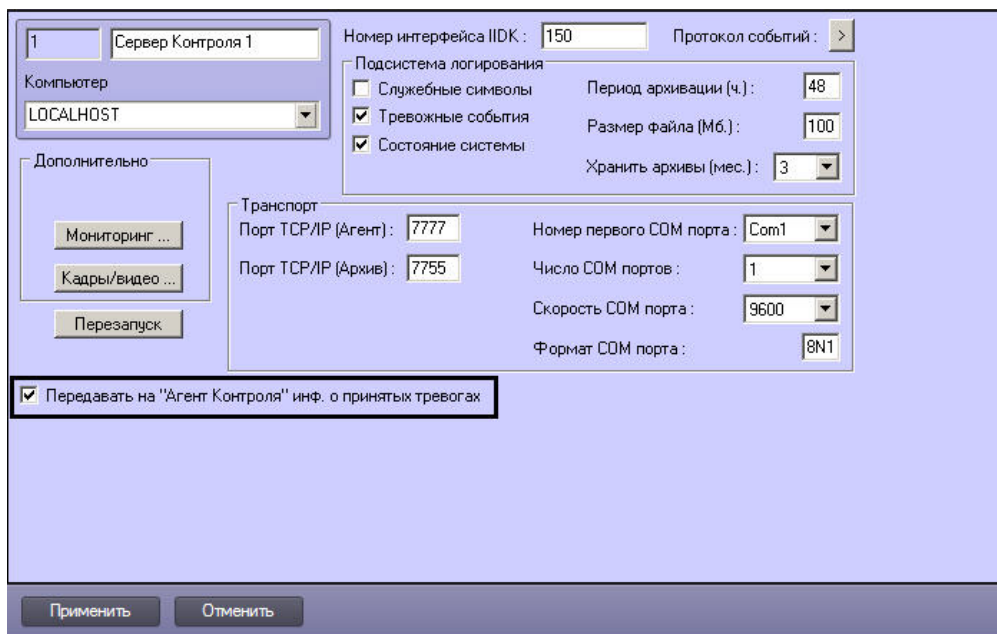 1
Сервер Контроля 1
Компьютер
LOCALHOST
Номер интерфейса IIDK :
150
Протокол событий :
>
Подсистема логирования
Служебные символы
Тревожные события
Состояние системы
Период архивации (ч.) :
48
Размер файла (Мб.) :
100
Хранить архивы (мес.) :
3
Дополнительно
Мониторинг ...
Кадры/видео ...
Перезапуск
Транспорт
Порт TCP/IP (Агент) :
7777
Порт TCP/IP (Архив) :
7755
Номер первого COM порта :
Com1
Число COM портов :
1
Скорость COM порта :
9600
Формат COM порта :
8N1
Передавать на "Агент Контроля" инф. о принятых тревогах
Применить
Отменить